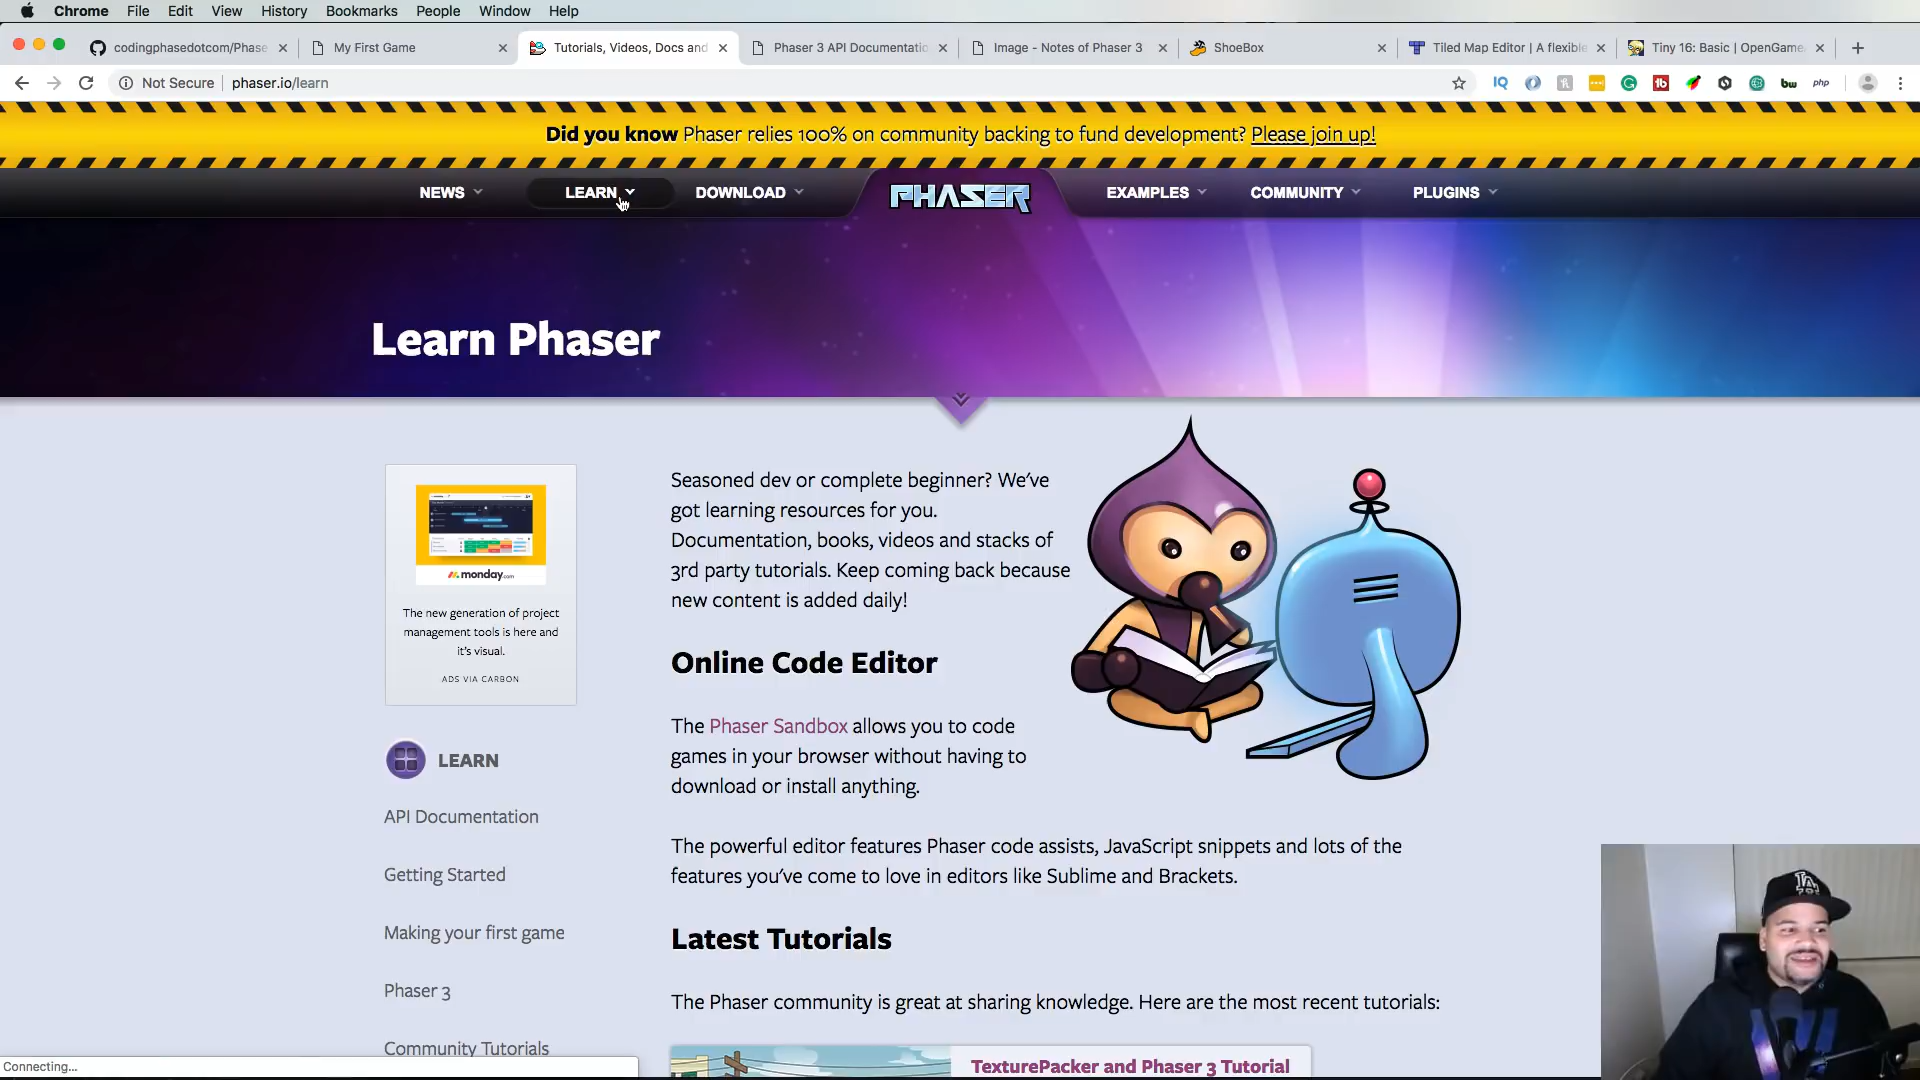 Chrome File Edit View History Bookmarks People Window Help
codingphasedotcom/Phase
My First Game
Tutorials, Videos, Docs and
Phaser 3 API Documentatio
Image - Notes of Phaser 3
ShoeBox
Tiled Map Editor | A flexible
Tiny 16: Basic | OpenGame
Not Secure
phaser.io/learn
IQ
tb
bw
php
Did you know Phaser relies 100% on community backing to fund development? Please join up!
NEWS
LEARN
DOWNLOAD
PHASER
EXAMPLES
COMMUNITY
PLUGINS
Learn Phaser
monday.com
The new generation of project
management tools is here and
it's visual.
ADS VIA CARBON
LEARN
API Documentation
Getting Started
Making your first game
Phaser 3
Community Tutorials
Seasoned dev or complete beginner? We've
got learning resources for you.
Documentation, books, videos and stacks of
3rd party tutorials. Keep coming back because
new content is added daily!
Online Code Editor
The Phaser Sandbox allows you to code
games in your browser without having to
download or install anything.
The powerful editor features Phaser code assists, JavaScript snippets and lots of the
features you've come to love in editors like Sublime and Brackets.
Latest Tutorials
The Phaser community is great at sharing knowledge. Here are the most recent tutorials:
TexturePacker and Phaser 3 Tutorial
Connecting...
LA